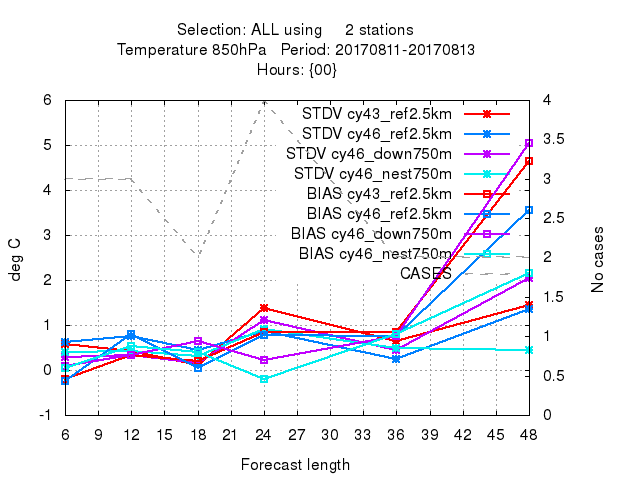 Selection: ALL using 2 stations
Temperature 850hPa Period: 20170811-20170813
Hours: {00}
STDV cy43_ref2.5km
STDV cy46_ref2.5km
STDV cy46_down750m
STDV cy46_nest750m
BIAS cy43_ref2.5km
BIAS cy46_ref2.5km
BIAS cy46_down750m
BIAS cy46_nest750m
CASES
6
5
4
3
2
1
0
-1
deg C
4
3.5
3
2.5
2
1.5
1
0.5
0
No cases
6 9 12 15 18 21 24 27 30 33 36 39 42 45 48
Forecast length